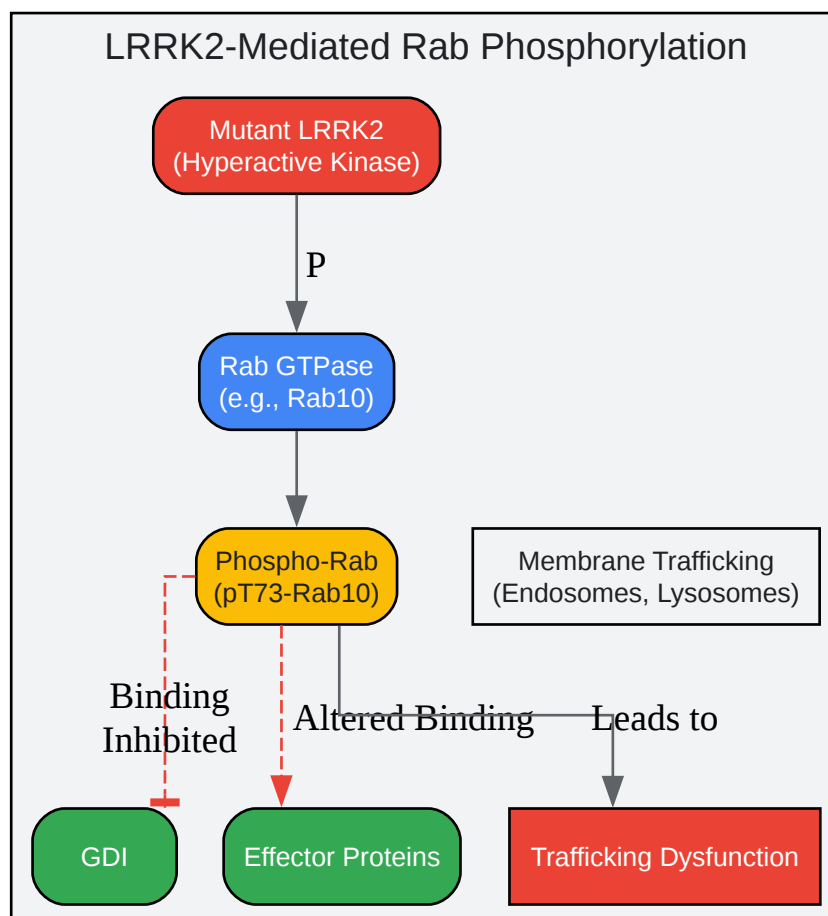 LRRK2-Mediated Rab Phosphorylation
Mutant LRRK2
(Hyperactive Kinase)
P
Rab GTPase
(e.g., Rab10)
Phospho-Rab
(pT73-Rab10)
Membrane Trafficking
(Endosomes, Lysosomes)
Binding
Inhibited
Altered Binding
Leads to
GDI
Effector Proteins
Trafficking Dysfunction